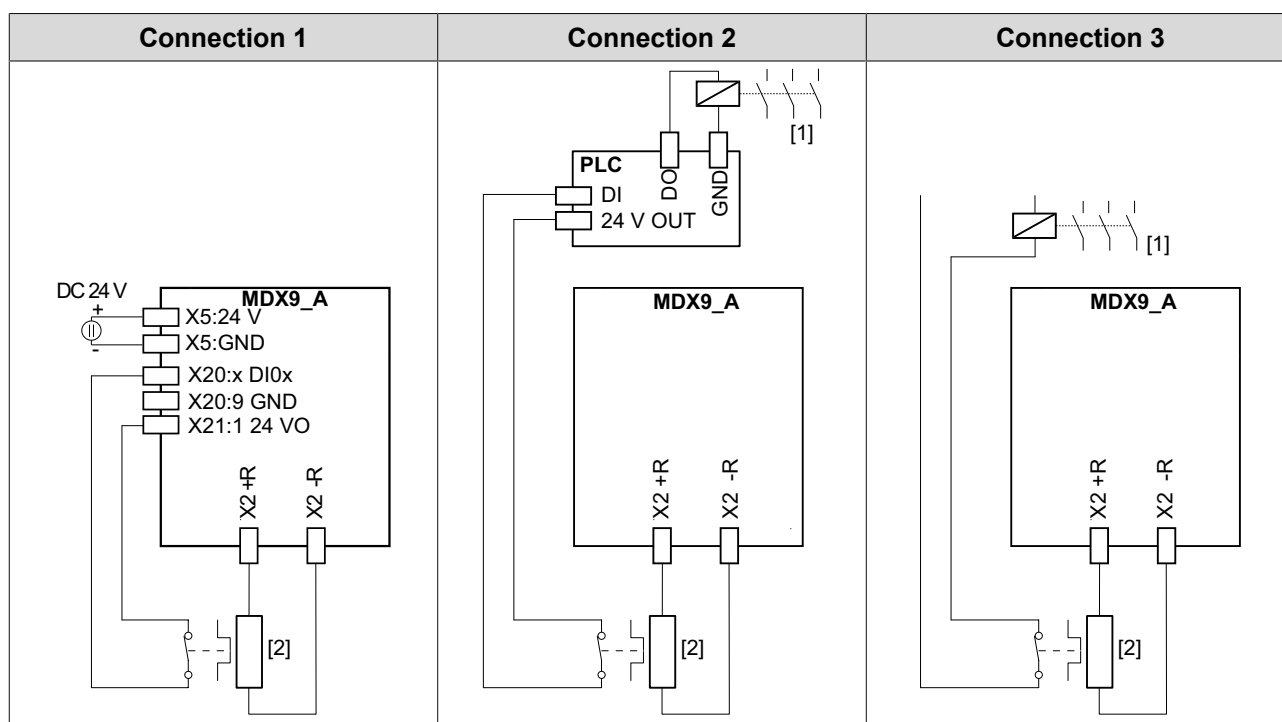 Connection 1
Connection 2
Connection 3
DC 24 V
+
-
MDX9_A
X5:24 V
X5:GND
X20:x DI0x
X20:9 GND
X21:1 24 VO
X2 +R
X2 -R
[2]
[1]
PLC
DO
GND
DI
24 V OUT
MDX9_A
X2 +R
X2 -R
[2]
[1]
MDX9_A
X2 +R
X2 -R
[2]